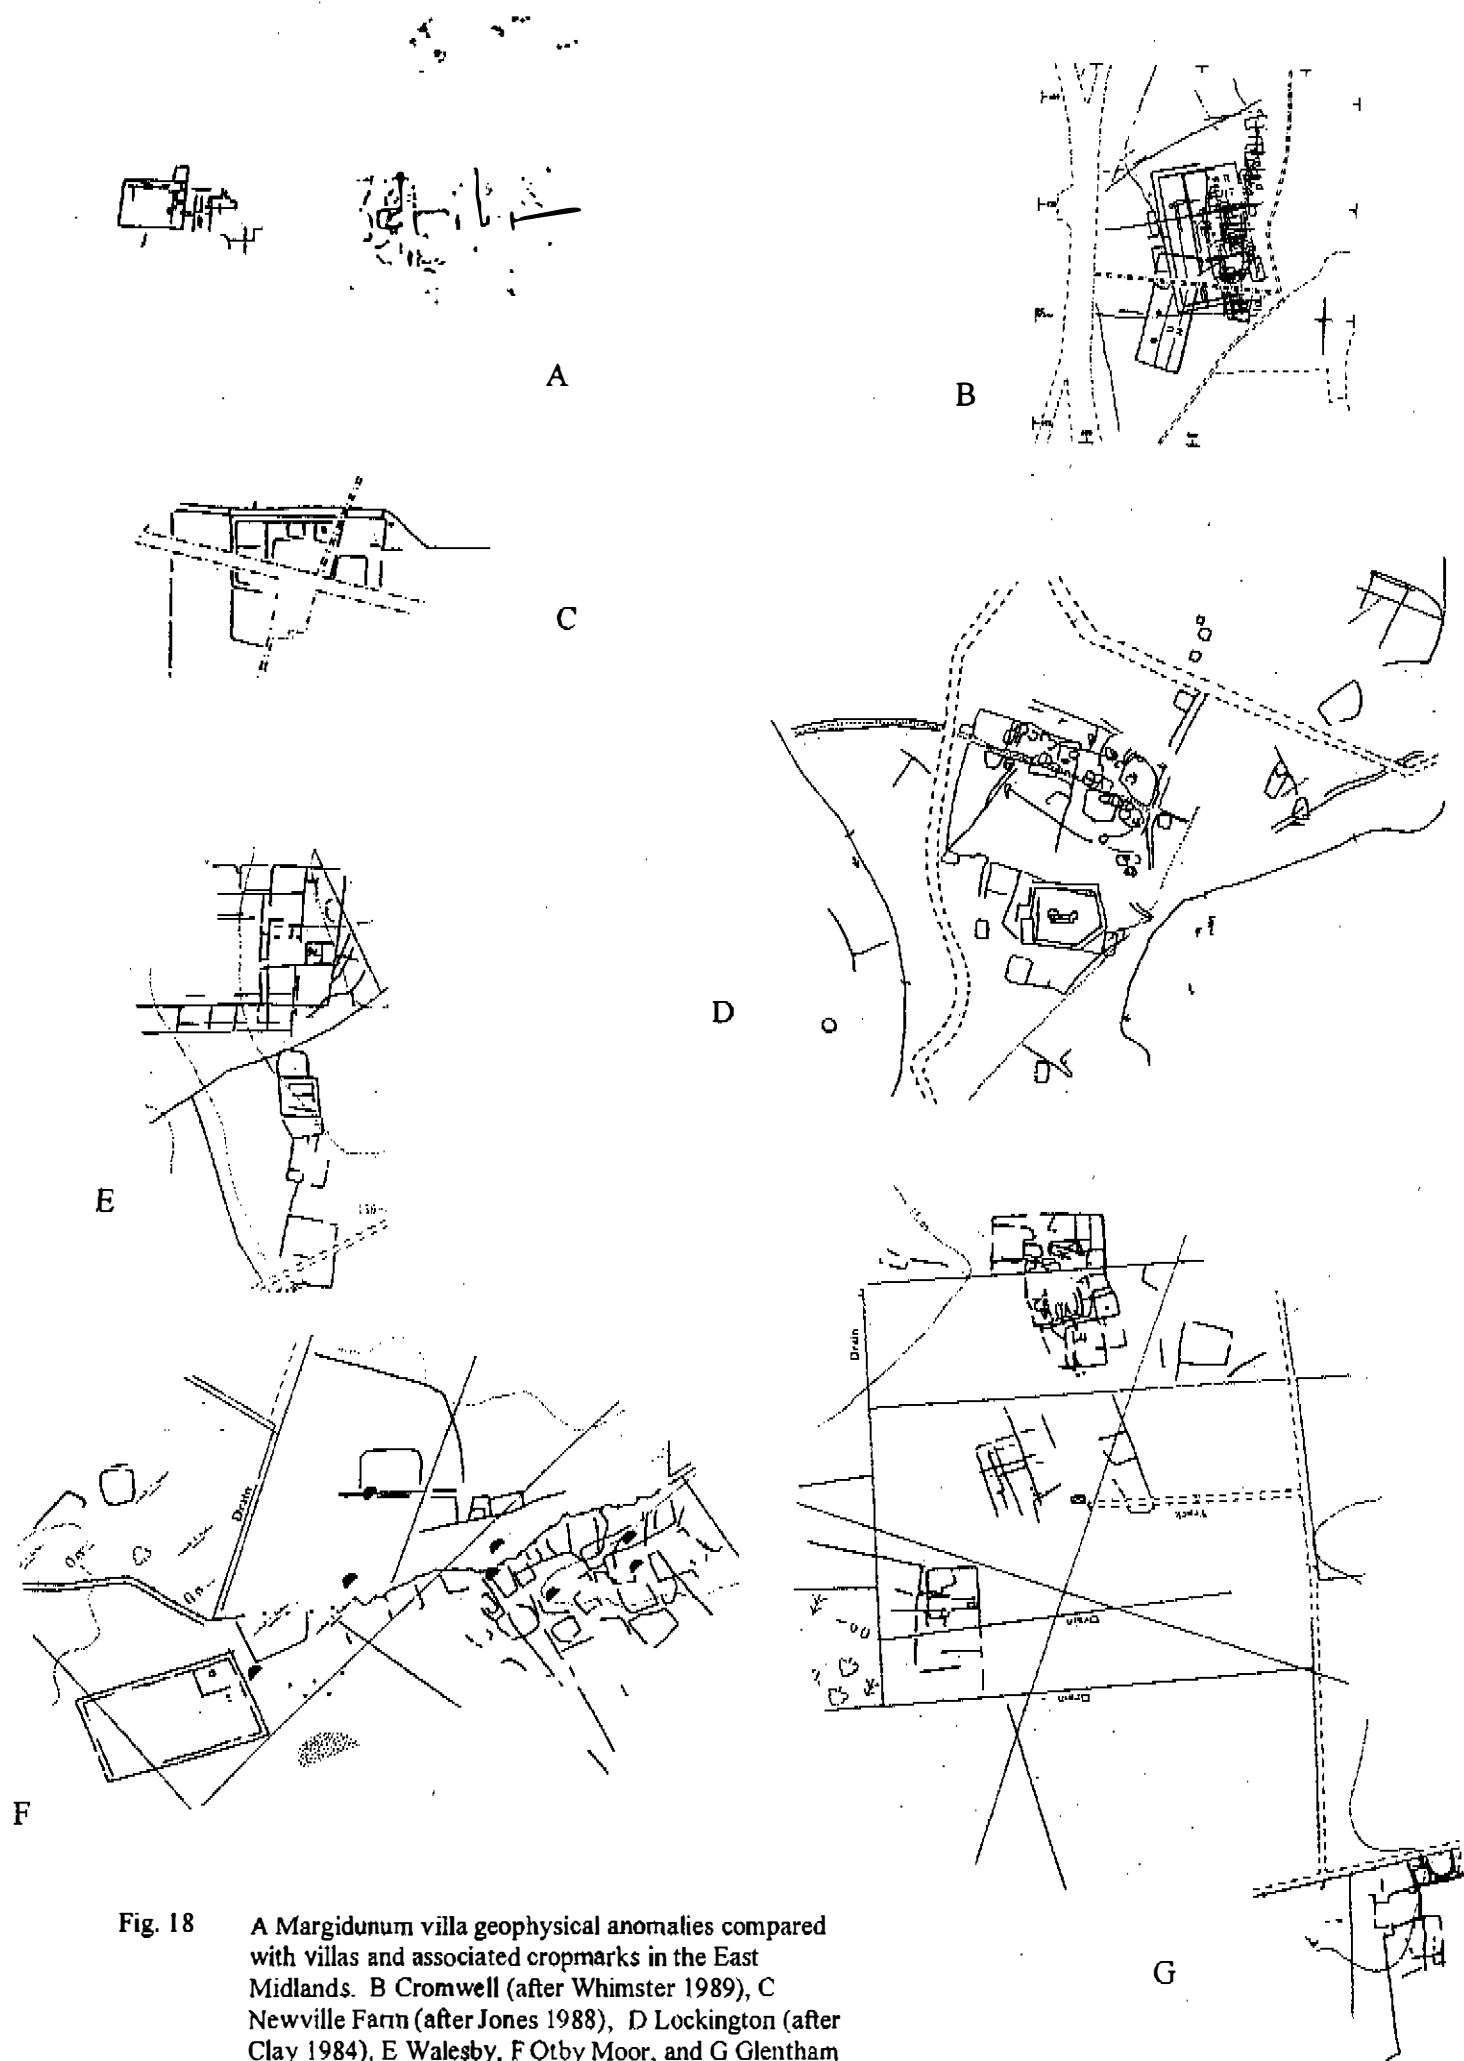 A
B
C
D
E
F
G
Drain
Drain
Drain
Drain
Track
Fig. 18 A Margidunum villa geophysical anomalies compared
with villas and associated cropmarks in the East
Midlands. B Cromwell (after Whimster 1989), C
Newville Farm (after Jones 1988), D Lockington (after
Clay 1984), E Walesby, F Otby Moor, and G Glentham